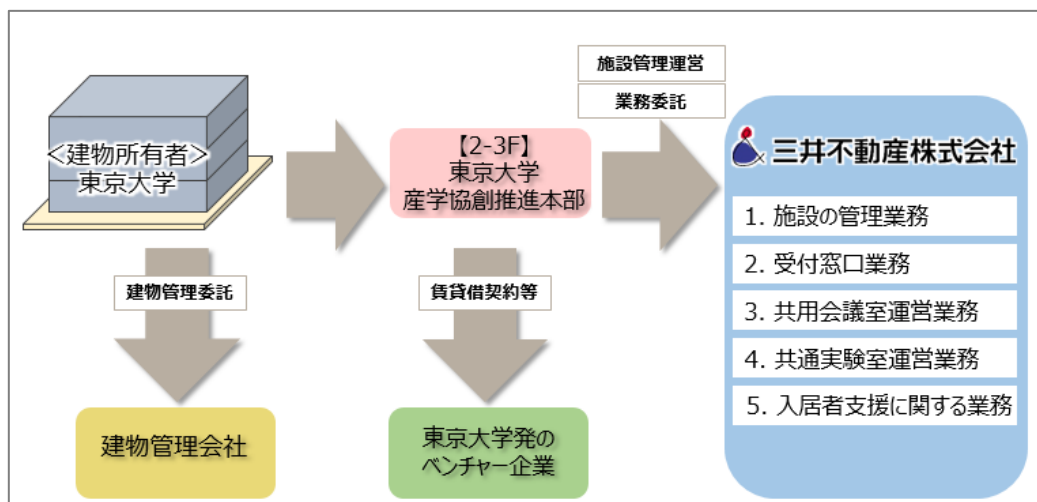 施設管理運営
業務委託
<建物所有者>
東京大学
【2-3F】
東京大学
産学協創推進本部
三井不動産株式会社
1. 施設の管理業務
2. 受付窓口業務
3. 共用会議室運営業務
4. 共通実験室運営業務
5. 入居者支援に関する業務
建物管理委託
賃貸借契約等
建物管理会社
東京大学発の
ベンチャー企業